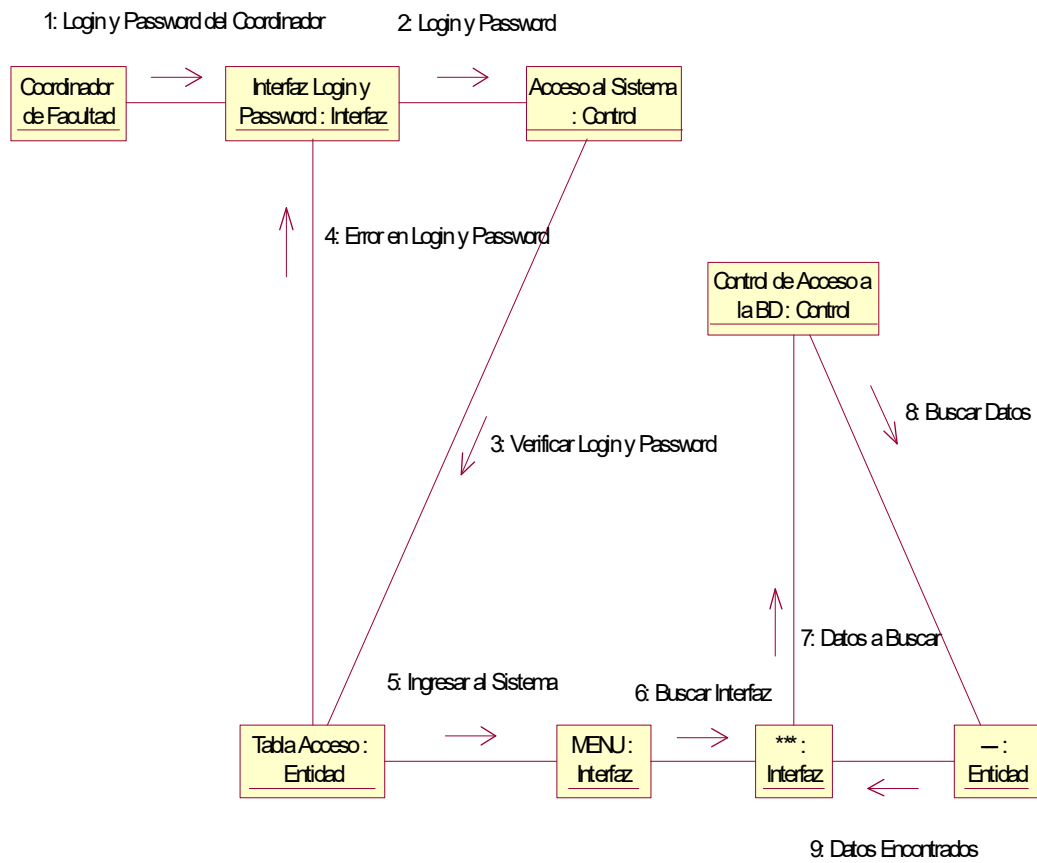 1: Login y Password del Coordinador
2: Login y Password
Coordinador
de Facultad
Interfaz Login y
Password : Interfaz
Acceso al Sistema
: Control
4: Error en Login y Password
Control de Acceso a
la BD : Control
8: Buscar Datos
3: Verificar Login y Password
7: Datos a Buscar
5: Ingresar al Sistema
6: Buscar Interfaz
Tabla Acceso :
Entidad
MENU :
Interfaz
*** :
Interfaz
--- :
Entidad
9: Datos Encontrados